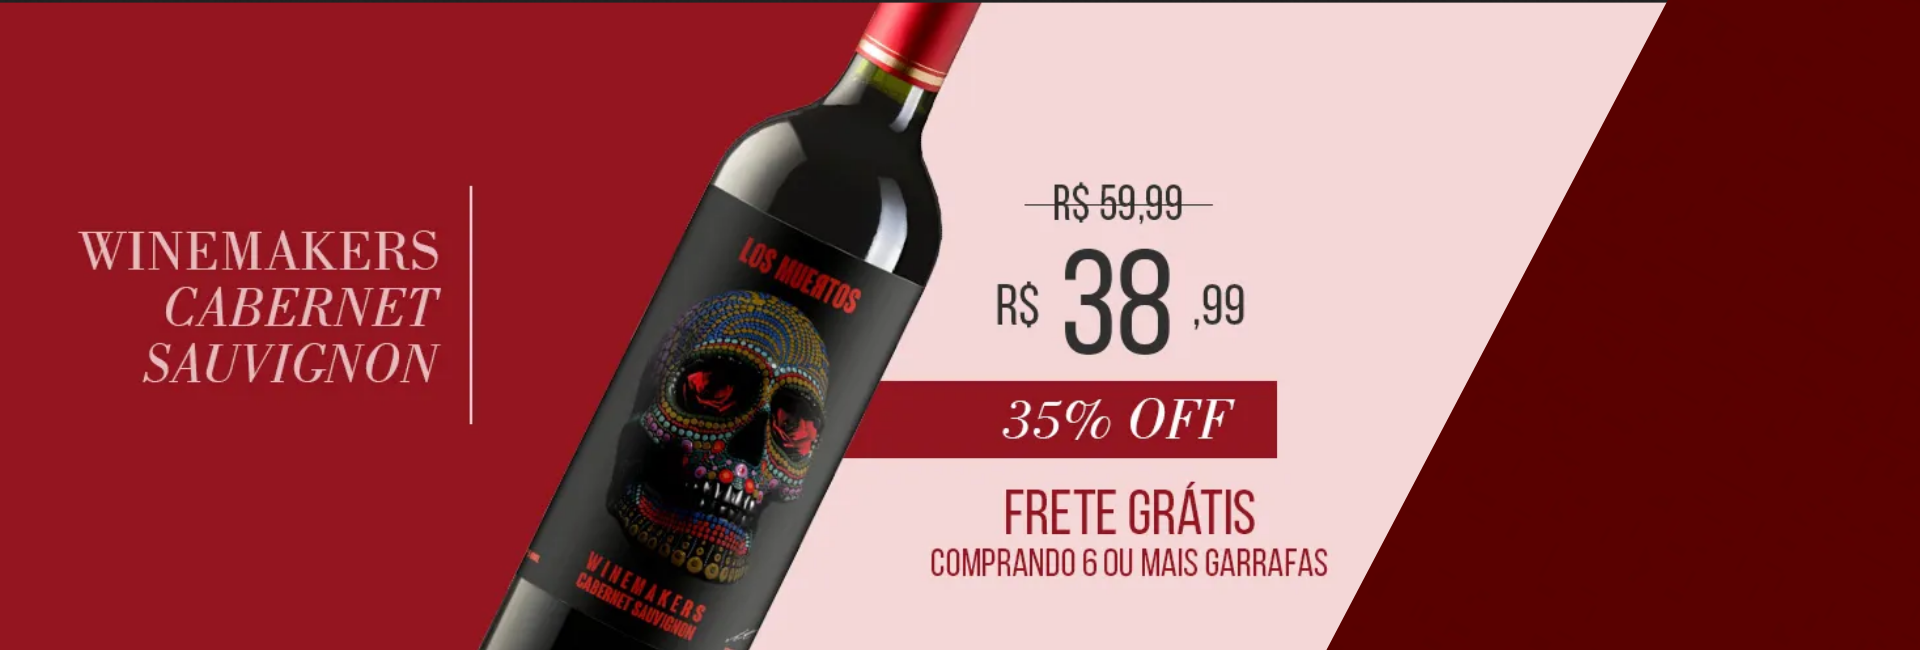 WINEMAKERS
CABERNET
SAUVIGNON
LOS MUERTOS
WINEMAKERS
CABERNET SAUVIGNON
R$ 59,99
R$ 38,99
35% OFF
FRETE GRÁTIS
COMPRANDO 6 OU MAIS GARRAFAS